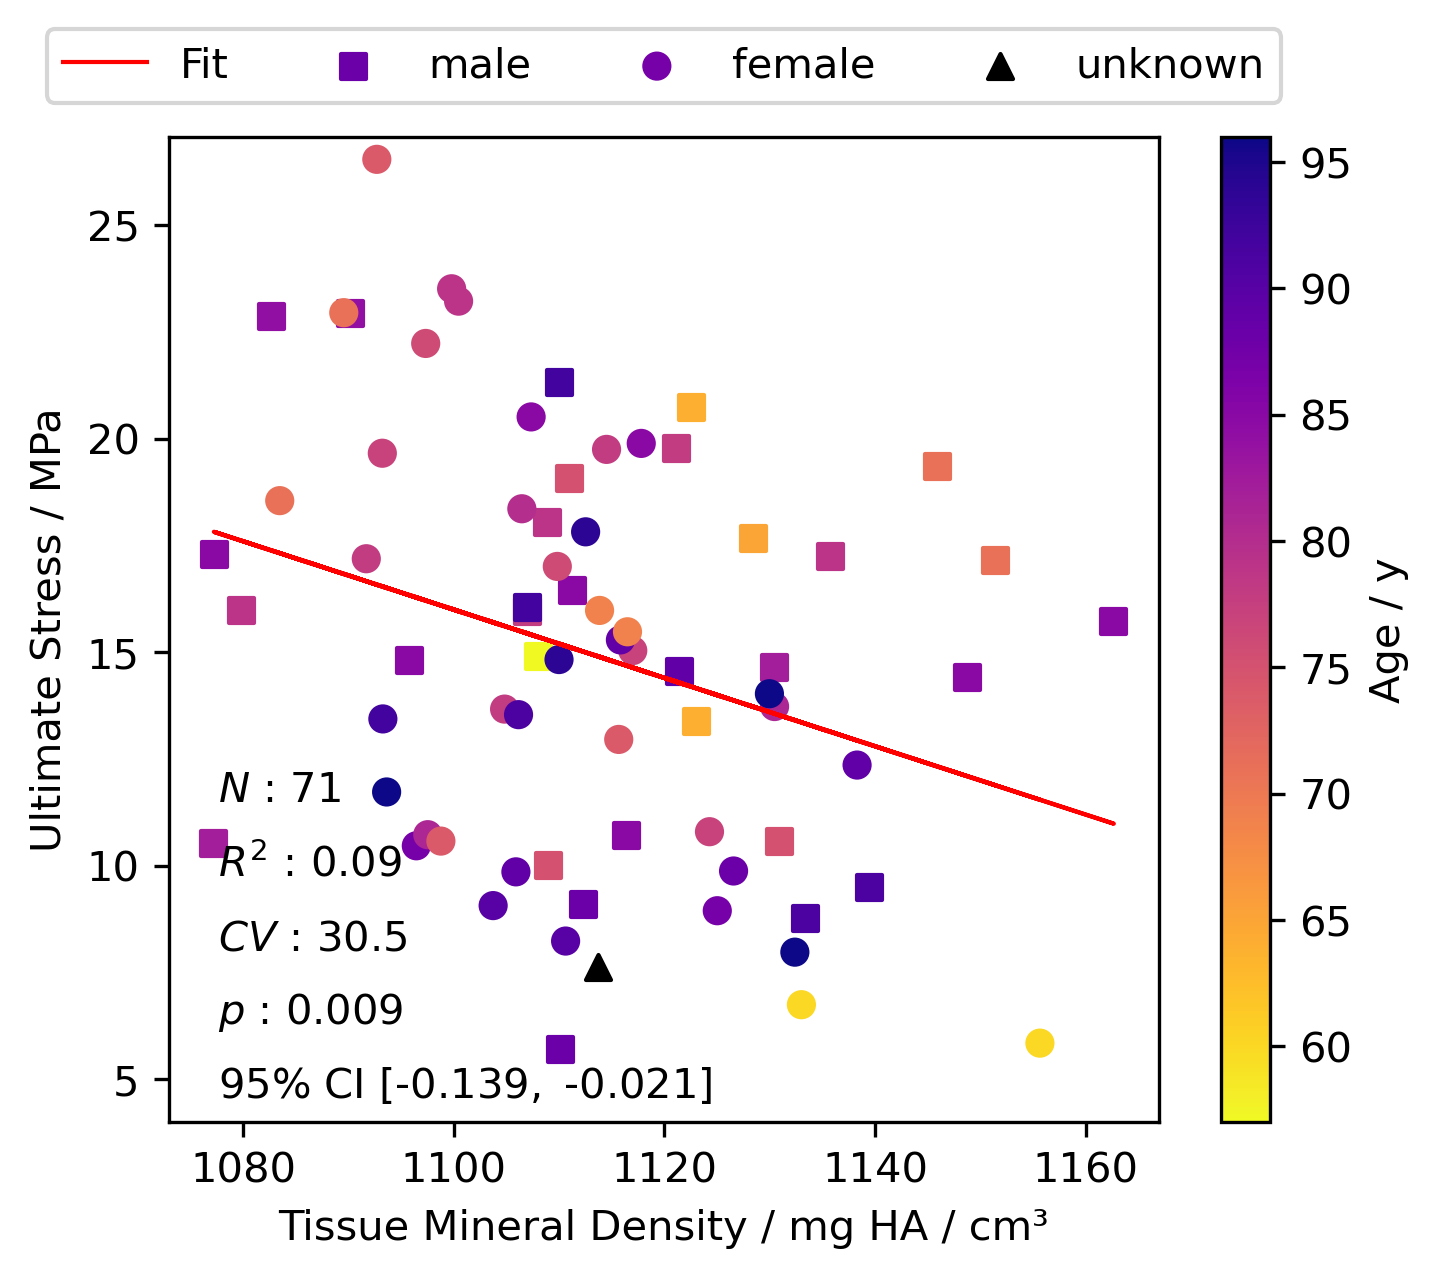 Fit male female unknown
25
20
15
10
5
Ultimate Stress / MPa
N : 71
R² : 0.09
CV : 30.5
p : 0.009
95% CI [-0.139, -0.021]
1080 1100 1120 1140 1160
Tissue Mineral Density / mg HA / cm³
95
90
85
80
75
70
65
60
Age / y